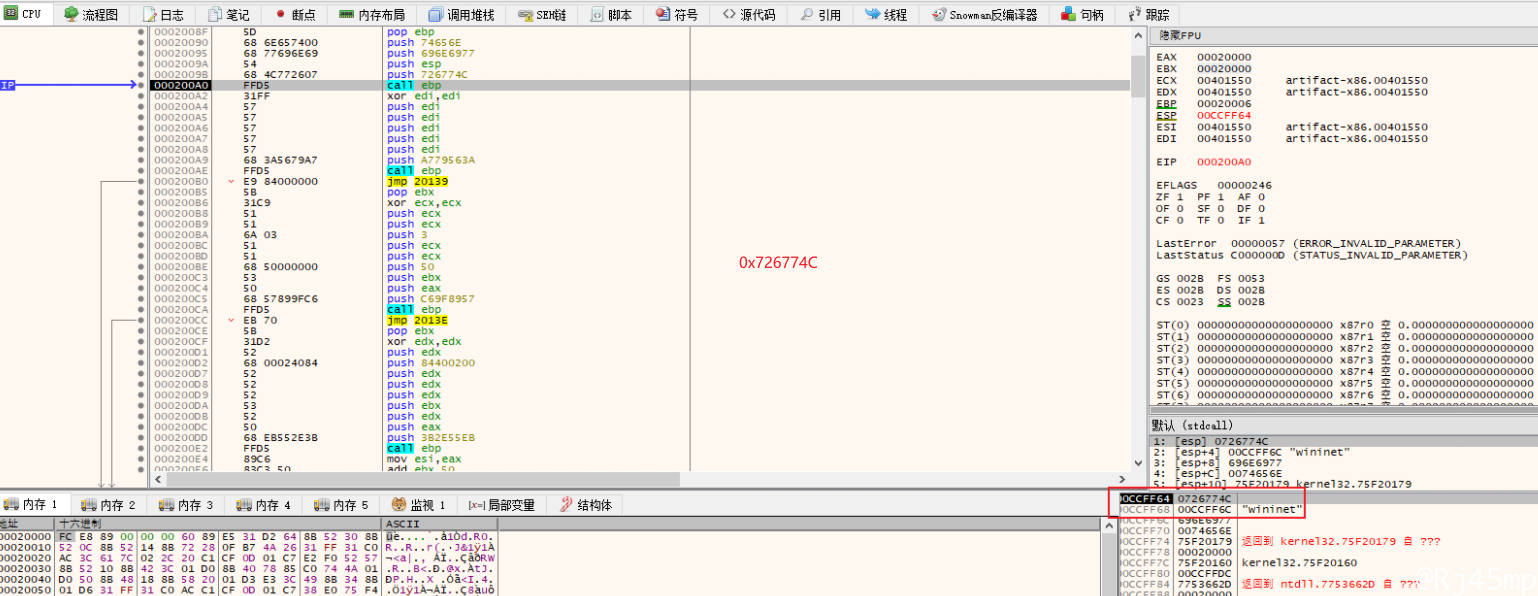 CPU 流程图 日志 笔记 断点 内存布局 调用堆栈 SEH链 脚本 符号 源代码 引用 线程 Snowman反编译器 句柄 跟踪
IP
0002008F 5D pop ebp
00020090 68 6E657400 push 74656E
00020095 68 77696E69 push 696E6977
0002009A 54 push esp
0002009B 68 4C772607 push 726774C
000200A0 FFD5 call ebp
000200A2 31FF xor edi,edi
000200A4 57 push edi
000200A5 57 push edi
000200A6 57 push edi
000200A7 57 push edi
000200A8 57 push edi
000200A9 68 3A5679A7 push A779563A
000200AE FFD5 call ebp
000200B0 E9 84000000 jmp 20139
000200B5 5B pop ebx
000200B6 31C9 xor ecx,ecx
000200B8 51 push ecx
000200B9 51 push ecx
000200BA 6A 03 push 3
000200BC 51 push ecx
000200BD 51 push ecx
000200BE 68 50000000 push 50
000200C3 53 push ebx
000200C4 50 push eax
000200C5 68 57899FC6 push C69F8957
000200CA FFD5 call ebp
000200CC EB 70 jmp 2013E
000200CE 5B pop ebx
000200CF 31D2 xor edx,edx
000200D1 52 push edx
000200D2 68 00024084 push 84400200
000200D7 52 push edx
000200D8 52 push edx
000200D9 52 push edx
000200DA 53 push ebx
000200DB 52 push edx
000200DC 50 push eax
000200DD 68 EB552E3B push 3B2E55EB
000200E2 FFD5 call ebp
000200E4 89C6 mov esi,eax
000200E6 83C3 50 add ebx,50
0x726774C
隐藏FPU
EAX 00020000
EBX 00020000
ECX 00401550 artifact-x86.00401550
EDX 00401550 artifact-x86.00401550
EBP 00020006
ESP 00CCFF64
ESI 00401550 artifact-x86.00401550
EDI 00401550 artifact-x86.00401550
EIP 000200A0
EFLAGS 00000246
ZF 1 PF 1 AF 0
OF 0 SF 0 DF 0
CF 0 TF 0 IF 1
LastError 00000057 (ERROR_INVALID_PARAMETER)
LastStatus C000000D (STATUS_INVALID_PARAMETER)
GS 002B FS 0053
ES 002B DS 002B
CS 0023 SS 002B
ST(0) 00000000000000000000 x87r0 空 0.000000000000000000
ST(1) 00000000000000000000 x87r1 空 0.000000000000000000
ST(2) 00000000000000000000 x87r2 空 0.000000000000000000
ST(3) 00000000000000000000 x87r3 空 0.000000000000000000
ST(4) 00000000000000000000 x87r4 空 0.000000000000000000
ST(5) 00000000000000000000 x87r5 空 0.000000000000000000
ST(6) 00000000000000000000 x87r6 空 0.000000000000000000
默认 (stdcall)
1: [esp] 0726774C
2: [esp+4] 00CCFF6C "wininet"
3: [esp+8] 696E6977
4: [esp+C] 0074656E
5: [esp+10] 75F20179 kernel32.75F20179
内存 1 内存 2 内存 3 内存 4 内存 5 监视 1 [x=]局部变量 结构体
地址 十六进制 ASCII
00020000 FC E8 89 00 00 00 60 89 E5 31 D2 64 8B 52 30 8B
00020010 52 0C 8B 52 14 8B 72 28 0F B7 4A 26 31 FF 31 C0
00020020 AC 3C 61 7C 02 2C 20 C1 CF 0D 01 C7 E2 F0 52 57
00020030 8B 52 10 8B 42 3C 01 D0 8B 40 78 85 C0 74 4A 01
00020040 D0 50 8B 48 18 8B 58 20 01 D3 E3 3C 49 8B 34 8B
00020050 01 D6 31 FF 31 C0 AC C1 CF 0D 01 C7 38 E0 75 F4
00CCFF64 0726774C
00CCFF68 00CCFF6C "wininet"
00CCFF6C 696E6977
00CCFF70 0074656E
00CCFF74 75F20179 返回到 kernel32.75F20179 自 ???
00CCFF78 00020000
00CCFF7C 75F20160 kernel32.75F20160
00CCFF80 00CCFFDC
00CCFF84 7753662D 返回到 ntdll.7753662D 自 ???
00CCFF88 00020000